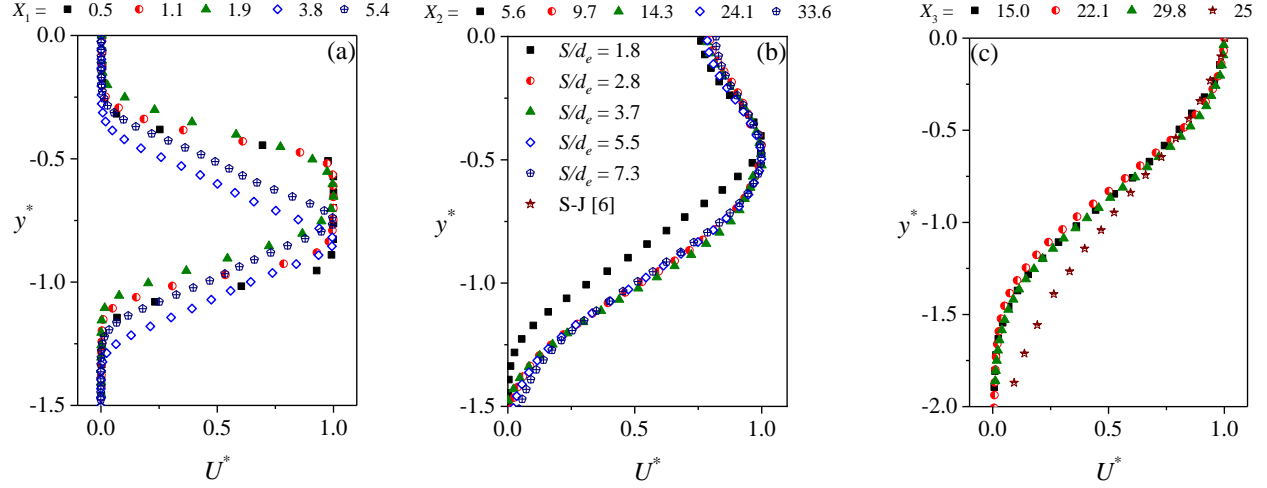 X1 = 0.5 1.1 1.9 3.8 5.4
X2 = 5.6 9.7 14.3 24.1 33.6
X3 = 15.0 22.1 29.8 25
(a)
0.0
-0.5
-1.0
-1.5
y*
0.0 0.5 1.0
U*
(b)
S/de = 1.8
S/de = 2.8
S/de = 3.7
S/de = 5.5
S/de = 7.3
S-J [6]
0.0
-0.5
-1.0
-1.5
y*
0.0 0.5 1.0
U*
(c)
0.0
-0.5
-1.0
-1.5
-2.0
y*
0.0 0.5 1.0
U*